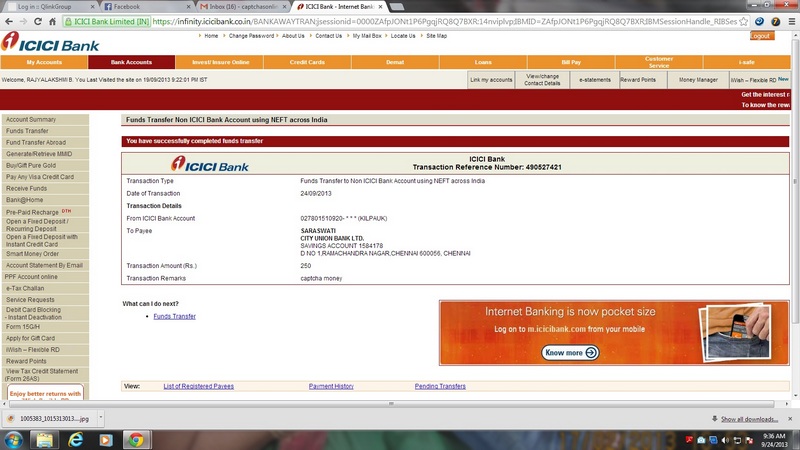 Log in :: QlinkGroup
Facebook
Inbox (16) - captchasonline
ICICI Bank - Internet Bank
ICICI Bank Limited [IN]
https://infinity.icicibank.co.in/BANKAWAYTRAN;jsessionid=
ICICI Bank
Home
Change Password
About Us
Contact Us
My Mail Box
Locate Us
Site Map
Logout
My Accounts
Bank Accounts
Invest/ Insure Online
Credit Cards
Demat
Loans
Bill Pay
Customer Service
i-safe
Welcome, RAJYALAKSHMI B. You Last Visited the site on 19/09/2013 9:22:01 PM IST
Link my accounts
View/change Contact Details
e-statements
Reward Points
Money Manager
iWish – Flexible RD New
Get the interest r
To know the rewa
Account Summary
Funds Transfer
Fund Transfer Abroad
Generate/Retrieve MMID
Buy/Gift Pure Gold
Pay Any Visa Credit Card
Receive Funds
Bank@Home
Pre-Paid Recharge DTH
Open a Fixed Deposit /
Recurring Deposit
Open a Fixed Deposit with
Instant Credit Card
Smart Money Order
Account Statement By Email
PPF Account online
e-Tax Challan
Service Requests
Debit Card Blocking
- Instant Deactivation
Form 15G/H
Apply for Gift Card
iWish – Flexible RD
Reward Points
View Tax Credit Statement
(Form 26AS)
Enjoy better returns with
Funds Transfer Non ICICI Bank Account using NEFT across India
You have successfully completed funds transfer
ICICI Bank
ICICI Bank
Transaction Reference Number: 490527421
Transaction Type Funds Transfer to Non ICICI Bank Account using NEFT across India
Date of Transaction 24/09/2013
Transaction Details
From ICICI Bank Account 027801510920- * * * (KILPAUK)
To Payee SARASWATI
CITY UNION BANK LTD.
SAVINGS ACCOUNT 1584178
D NO 1,RAMACHANDRA NAGAR,CHENNAI 600056, CHENNAI
Transaction Amount (Rs.) 250
Transaction Remarks captcha money
What can I do next?
Funds Transfer
Internet Banking is now pocket size
Log on to m.icicibank.com from your mobile
Know more
View: List of Registered Payees Payment History Pending Transfers
1005383_1015313013....jpg
Show all downloads...
9:36 AM
9/24/2013